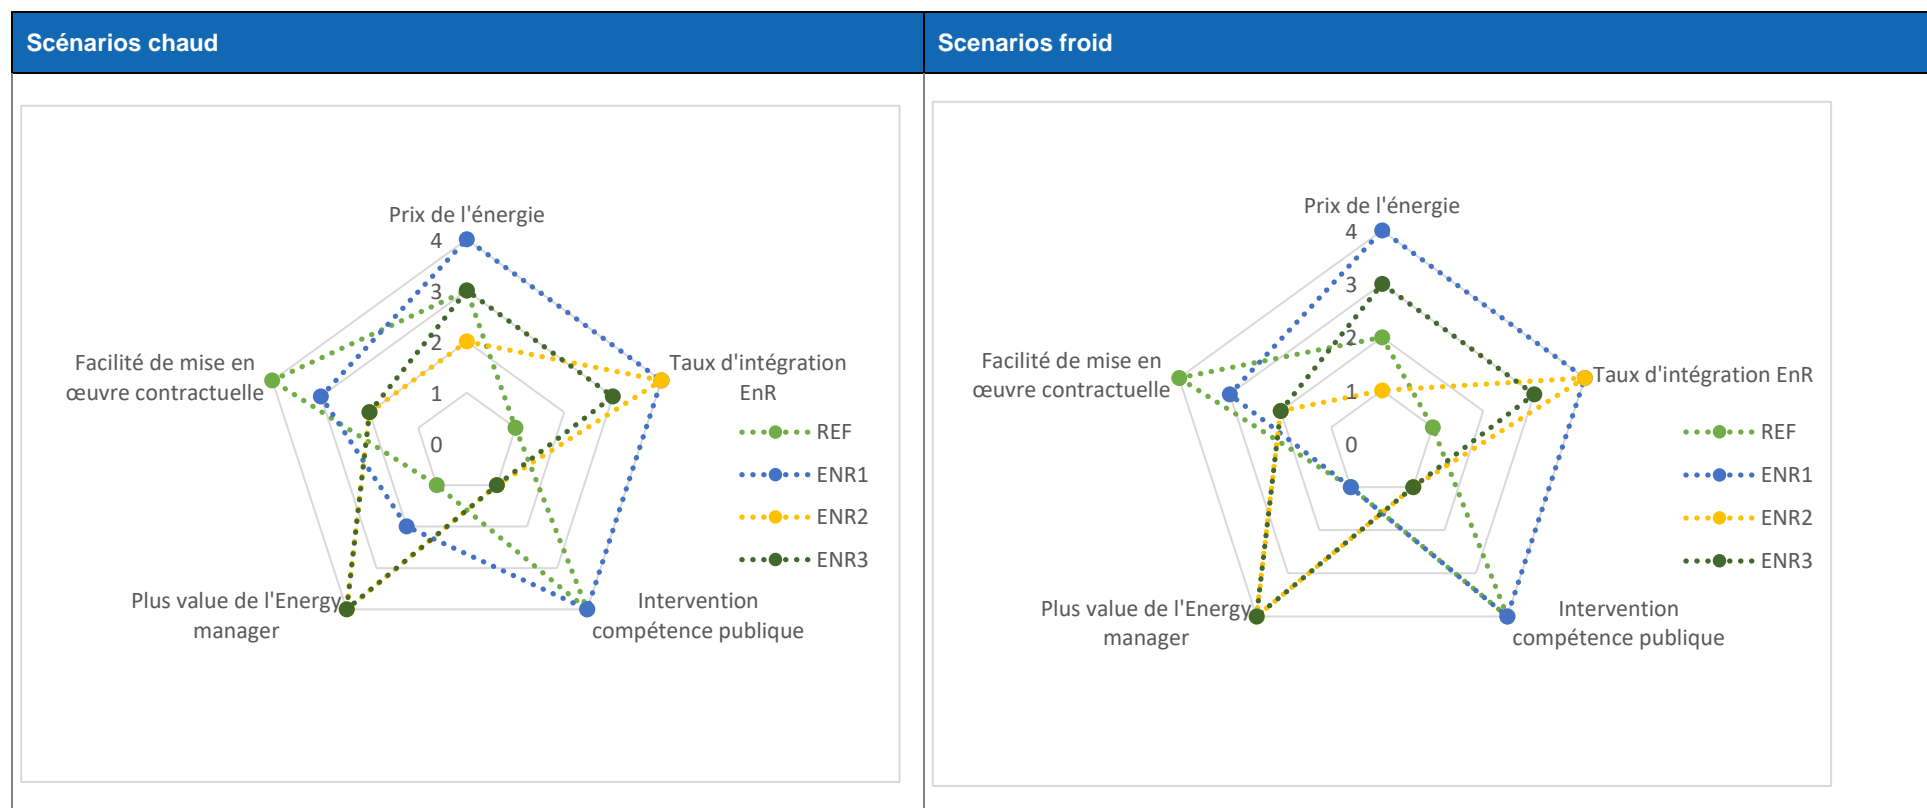 Scénarios chaud
Scenarios froid
Prix de l'énergie
4
3
2
1
0
Taux d'intégration
EnR
Facilité de mise en
œuvre contractuelle
Plus value de l'Energy
manager
Intervention
compétence publique
REF
ENR1
ENR2
ENR3
Prix de l'énergie
4
3
2
1
0
Taux d'intégration EnR
Facilité de mise en
œuvre contractuelle
Plus value de l'Energy
manager
Intervention
compétence publique
REF
ENR1
ENR2
ENR3